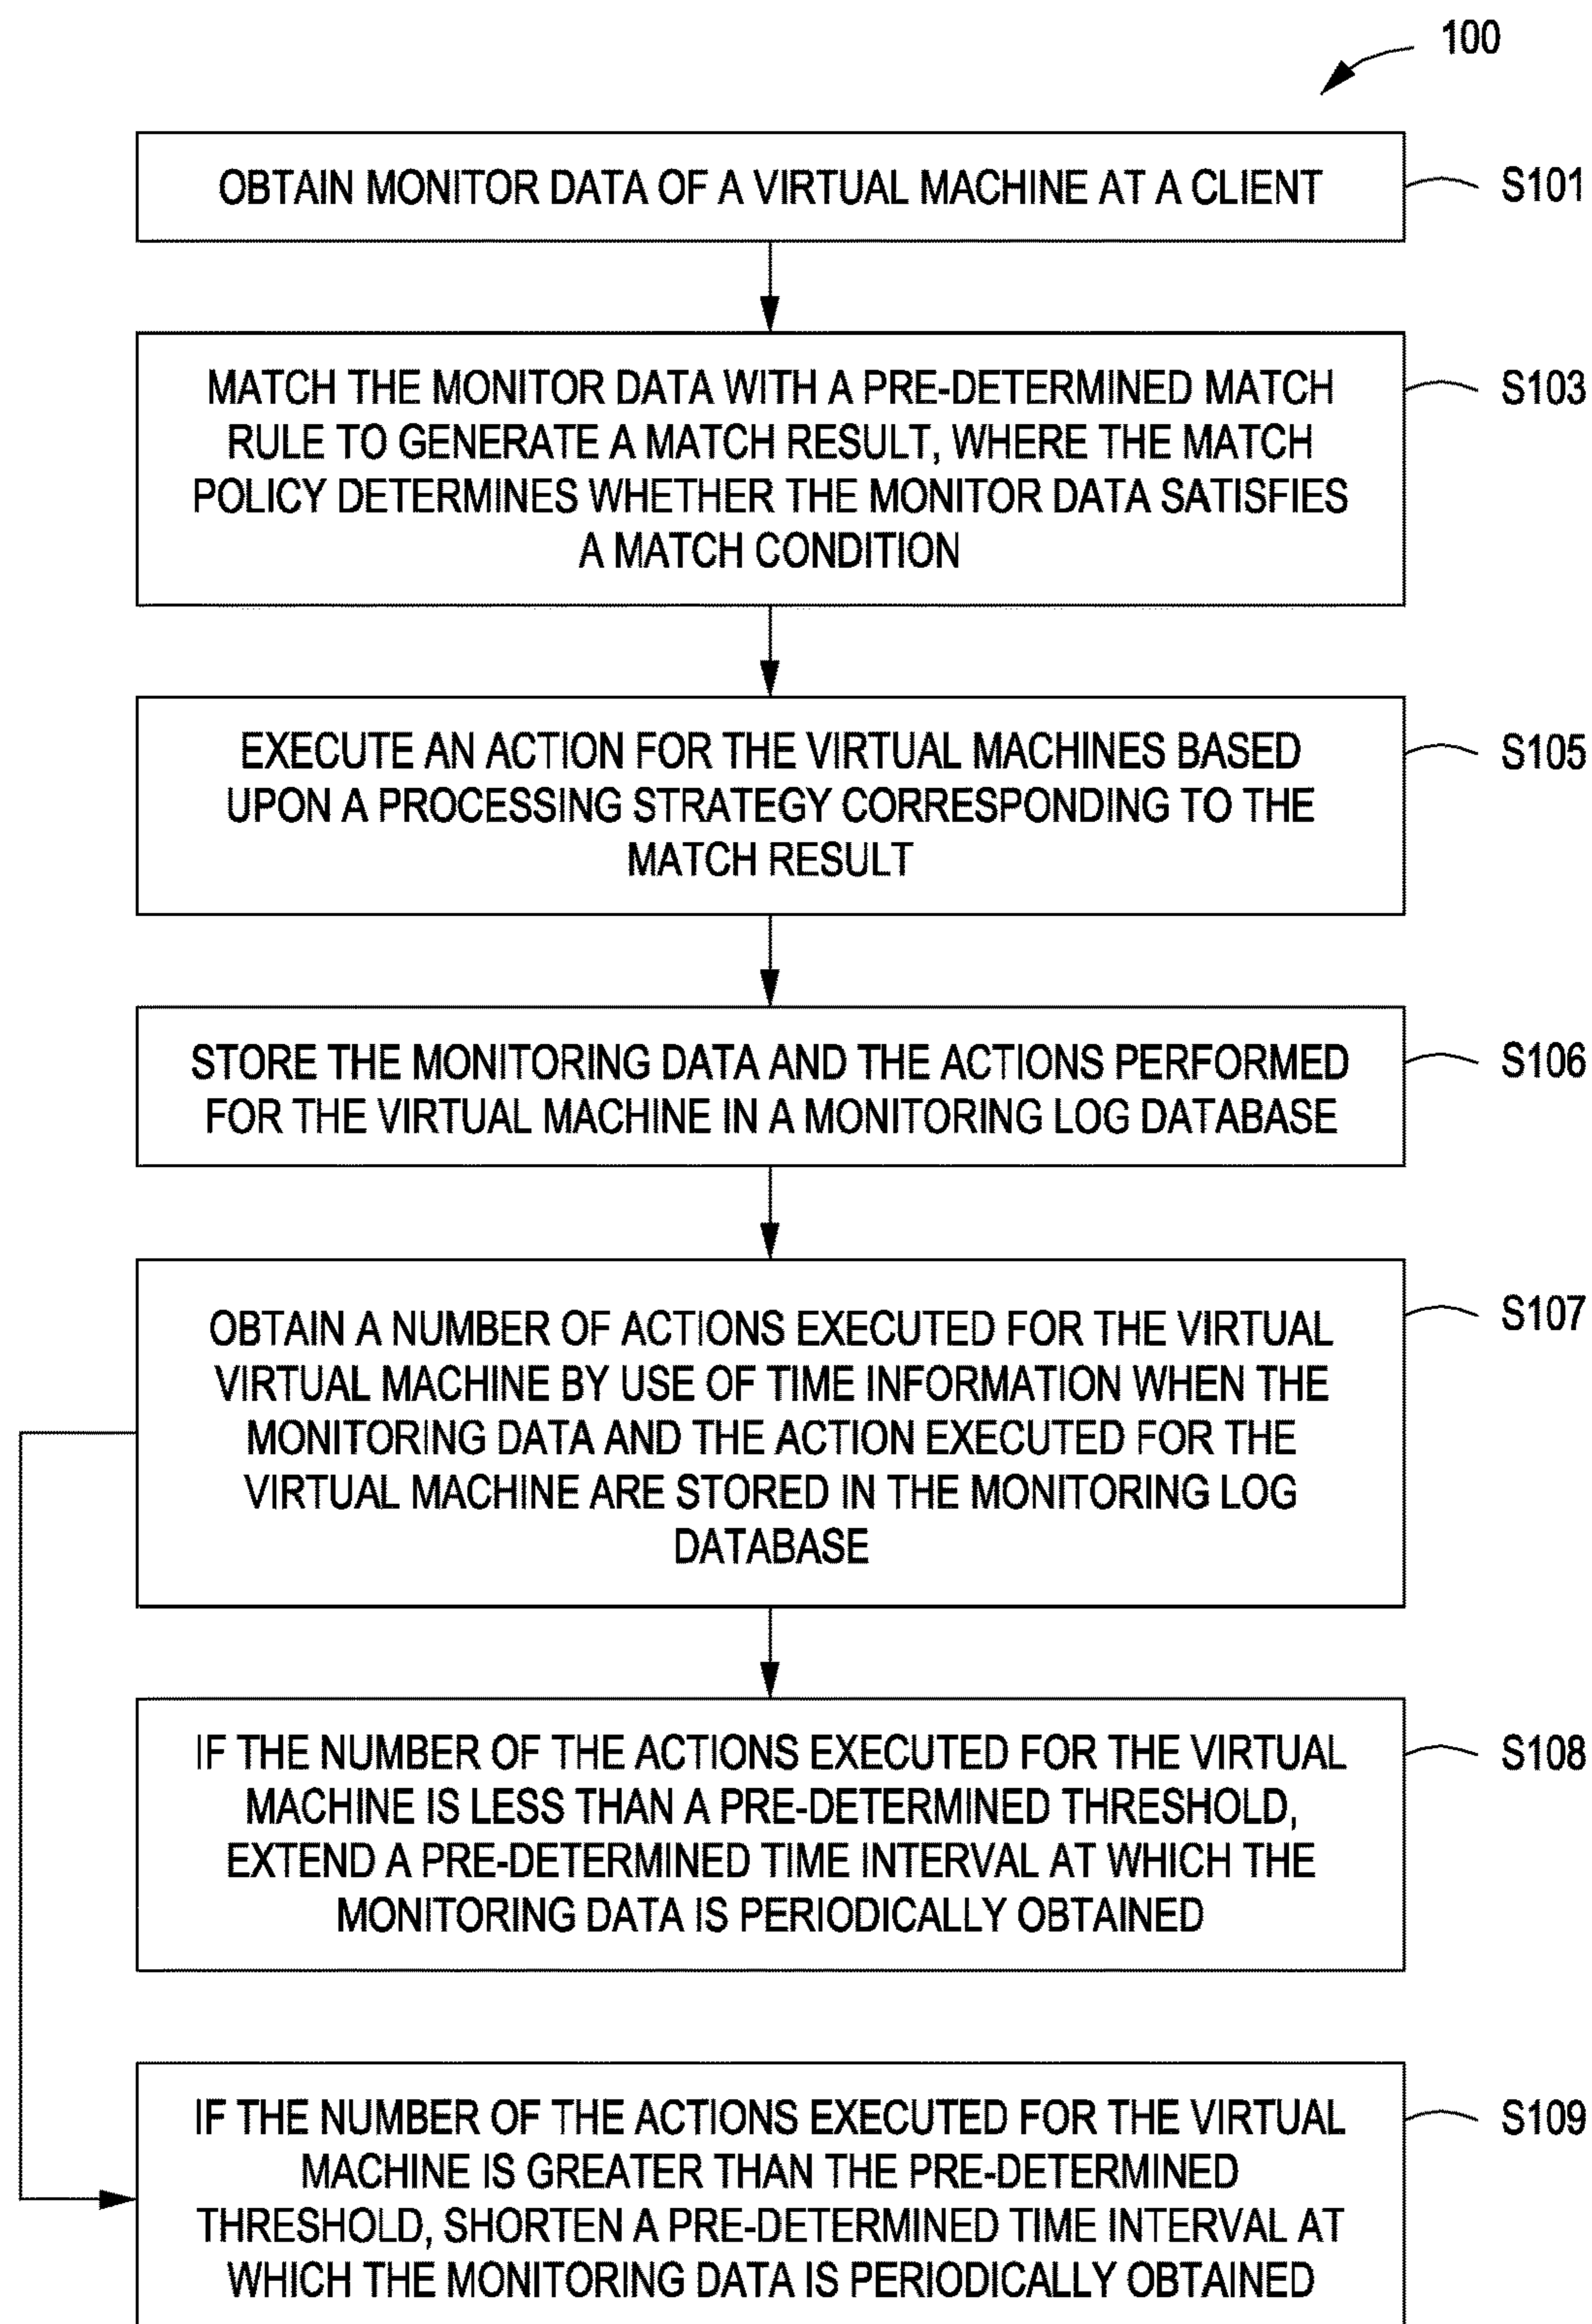 100
OBTAIN MONITOR DATA OF A VIRTUAL MACHINE AT A CLIENT
S101
MATCH THE MONITOR DATA WITH A PRE-DETERMINED MATCH
RULE TO GENERATE A MATCH RESULT, WHERE THE MATCH
POLICY DETERMINES WHETHER THE MONITOR DATA SATISFIES
A MATCH CONDITION
S103
EXECUTE AN ACTION FOR THE VIRTUAL MACHINES BASED
UPON A PROCESSING STRATEGY CORRESPONDING TO THE
MATCH RESULT
S105
STORE THE MONITORING DATA AND THE ACTIONS PERFORMED
FOR THE VIRTUAL MACHINE IN A MONITORING LOG DATABASE
S106
OBTAIN A NUMBER OF ACTIONS EXECUTED FOR THE VIRTUAL
VIRTUAL MACHINE BY USE OF TIME INFORMATION WHEN THE
MONITORING DATA AND THE ACTION EXECUTED FOR THE
VIRTUAL MACHINE ARE STORED IN THE MONITORING LOG
DATABASE
S107
IF THE NUMBER OF THE ACTIONS EXECUTED FOR THE VIRTUAL
MACHINE IS LESS THAN A PRE-DETERMINED THRESHOLD,
EXTEND A PRE-DETERMINED TIME INTERVAL AT WHICH THE
MONITORING DATA IS PERIODICALLY OBTAINED
S108
IF THE NUMBER OF THE ACTIONS EXECUTED FOR THE VIRTUAL
MACHINE IS GREATER THAN THE PRE-DETERMINED
THRESHOLD, SHORTEN A PRE-DETERMINED TIME INTERVAL AT
WHICH THE MONITORING DATA IS PERIODICALLY OBTAINED
S109